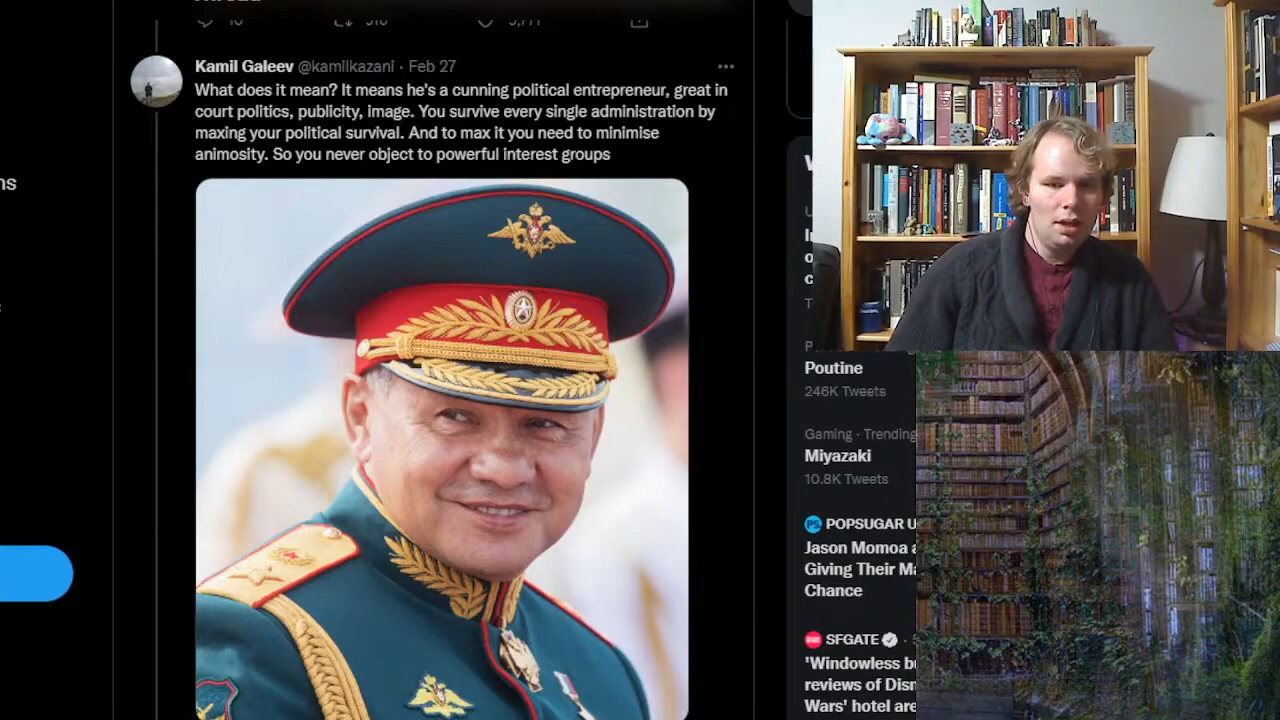 Kamil Galeev @kamilkazani · Feb 27
What does it mean? It means he's a cunning political entrepreneur, great in
court politics, publicity, image. You survive every single administration by
maxing your political survival. And to max it you need to minimise
animosity. So you never object to powerful interest groups
ns
Poutine
246K Tweets
Gaming · Trending
Miyazaki
10.8K Tweets
POPSUGAR U
Jason Momoa a
Giving Their Ma
Chance
SFGATE
'Windowless bu
reviews of Disn
Wars' hotel are